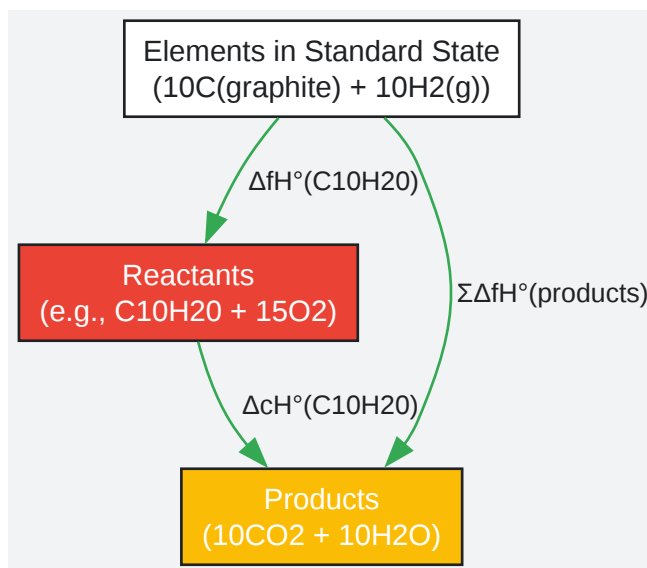 Elements in Standard State
(10C(graphite) + 10H2(g))
ΔfH°(C10H20)
Reactants
(e.g., C10H20 + 15O2)
ΣΔfH°(products)
ΔcH°(C10H20)
Products
(10CO2 + 10H2O)